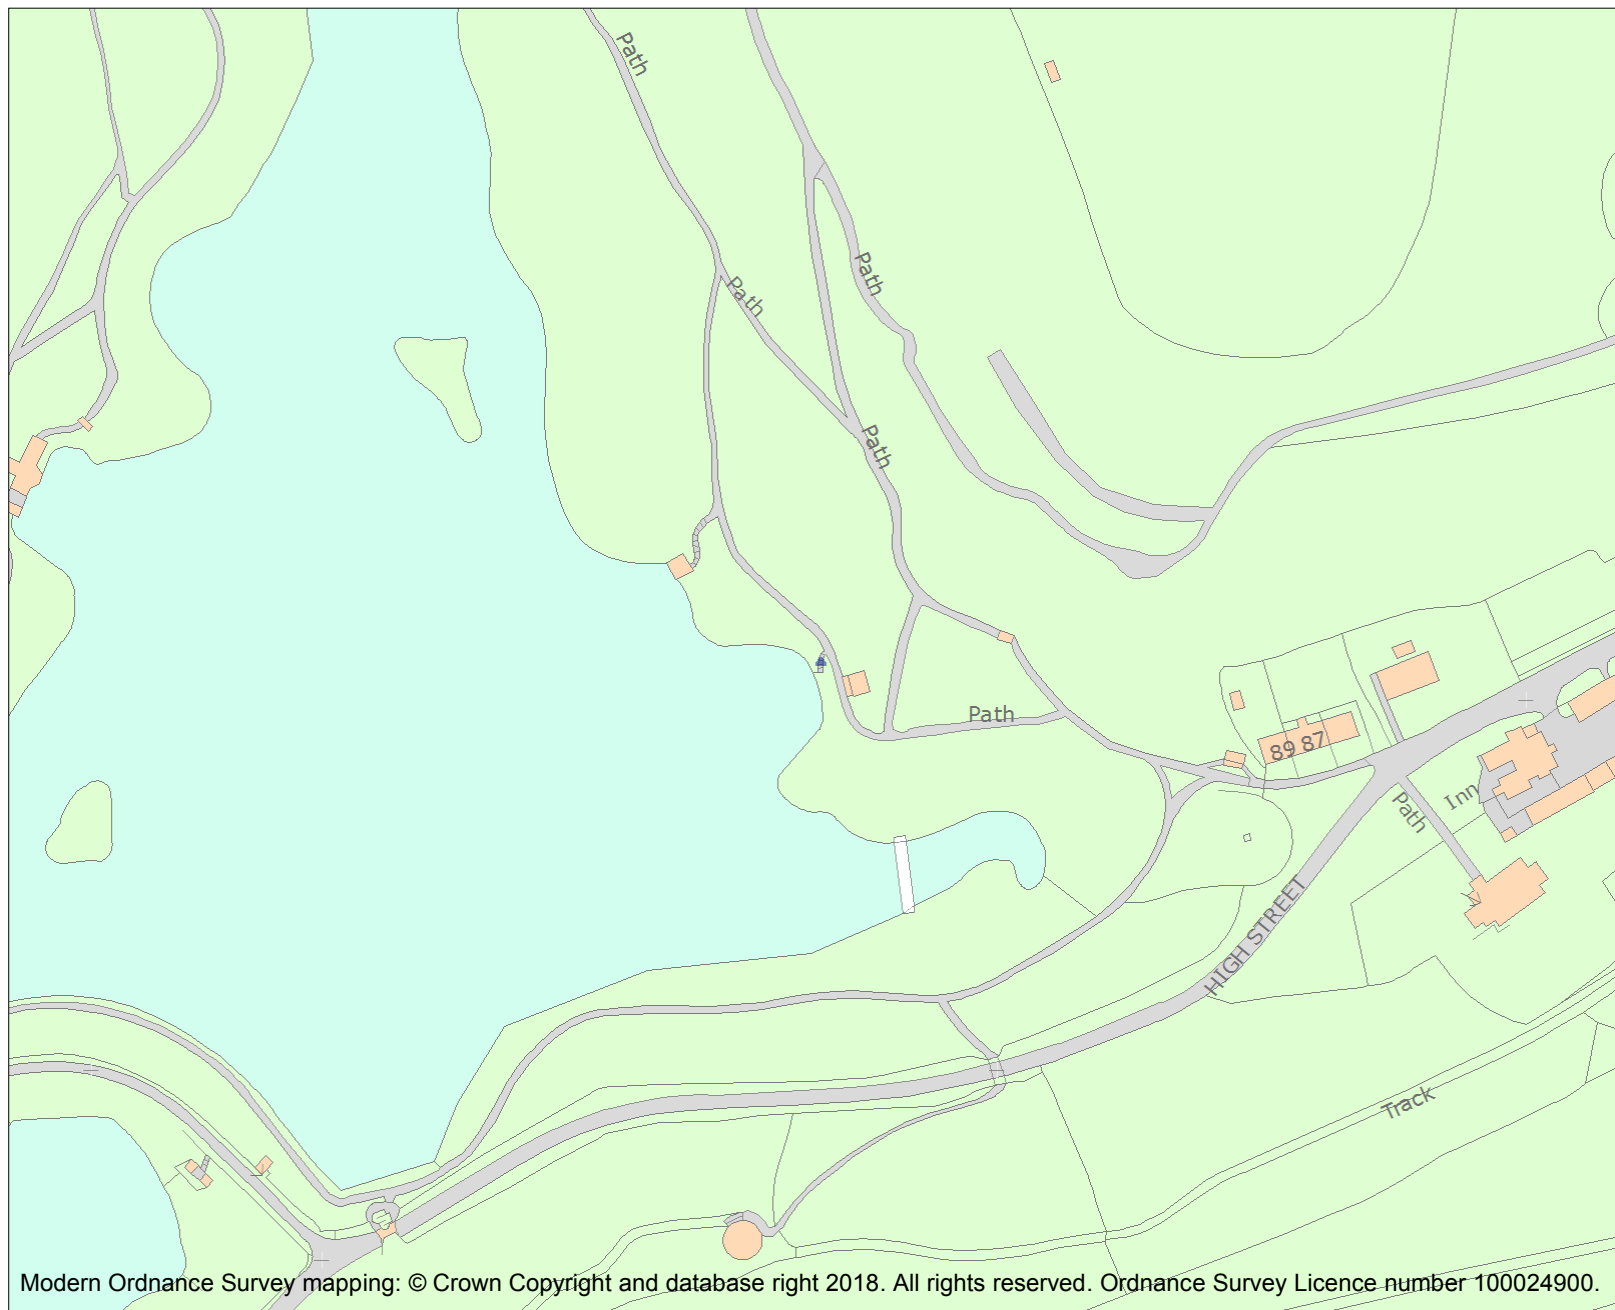 Path
Path
Path
Path
Path
89 87
Inn
Path
HIGH STREET
Track
Modern Ordnance Survey mapping: © Crown Copyright and database right 2018. All rights reserved. Ordnance Survey Licence number 100024900.